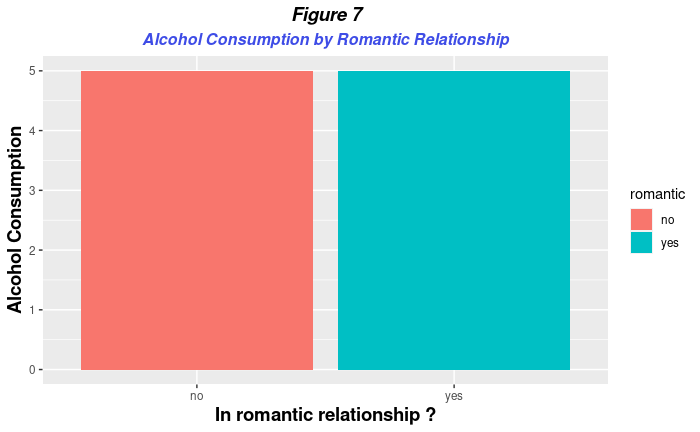 Figure 7
Alcohol Consumption by Romantic Relationship
Alcohol Consumption
5
4
3
2
1
0
no
yes
In romantic relationship ?
romantic
no
yes